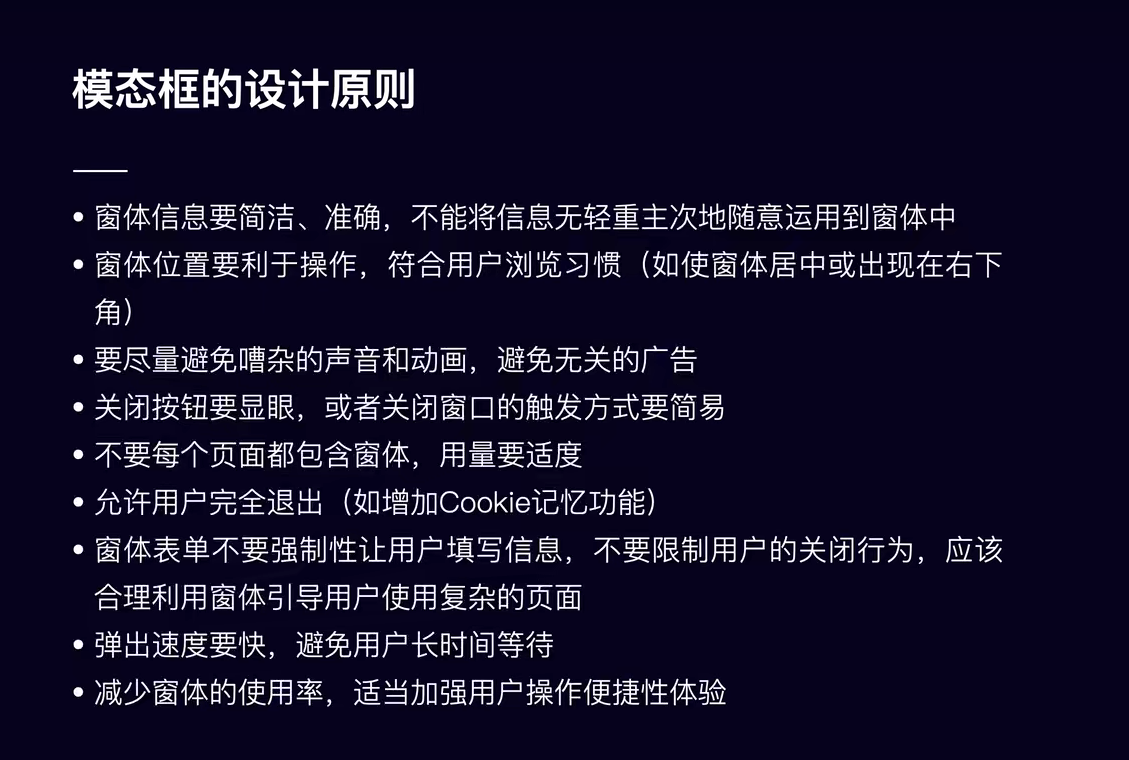 模态框的设计原则
• 窗体信息要简洁、准确，不能将信息无轻重主次地随意运用到窗体中
• 窗体位置要利于操作，符合用户浏览习惯（如使窗体居中或出现在右下
角）
• 要尽量避免嘈杂的声音和动画，避免无关的广告
• 关闭按钮要显眼，或者关闭窗口的触发方式要简易
• 不要每个页面都包含窗体，用量要适度
• 允许用户完全退出（如增加Cookie记忆功能）
• 窗体表单不要强制性让用户填写信息，不要限制用户的关闭行为，应该
合理利用窗体引导用户使用复杂的页面
• 弹出速度要快，避免用户长时间等待
• 减少窗体的使用率，适当加强用户操作便捷性体验